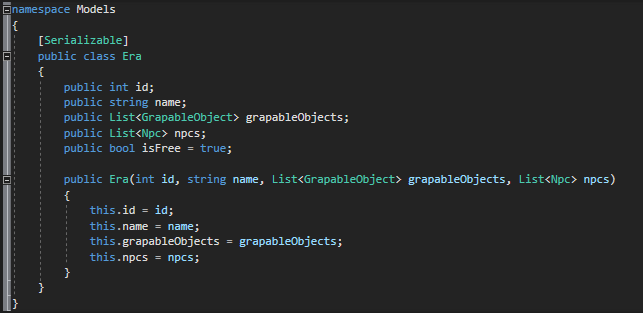 namespace Models
{
[Serializable]
public class Era
{
public int id;
public string name;
public List<GrapableObject> grapableObjects;
public List<Npc> npcs;
public bool isFree = true;
public Era(int id, string name, List<GrapableObject> grapableObjects, List<Npc> npcs)
{
this.id = id;
this.name = name;
this.grapableObjects = grapableObjects;
this.npcs = npcs;
}
}
}